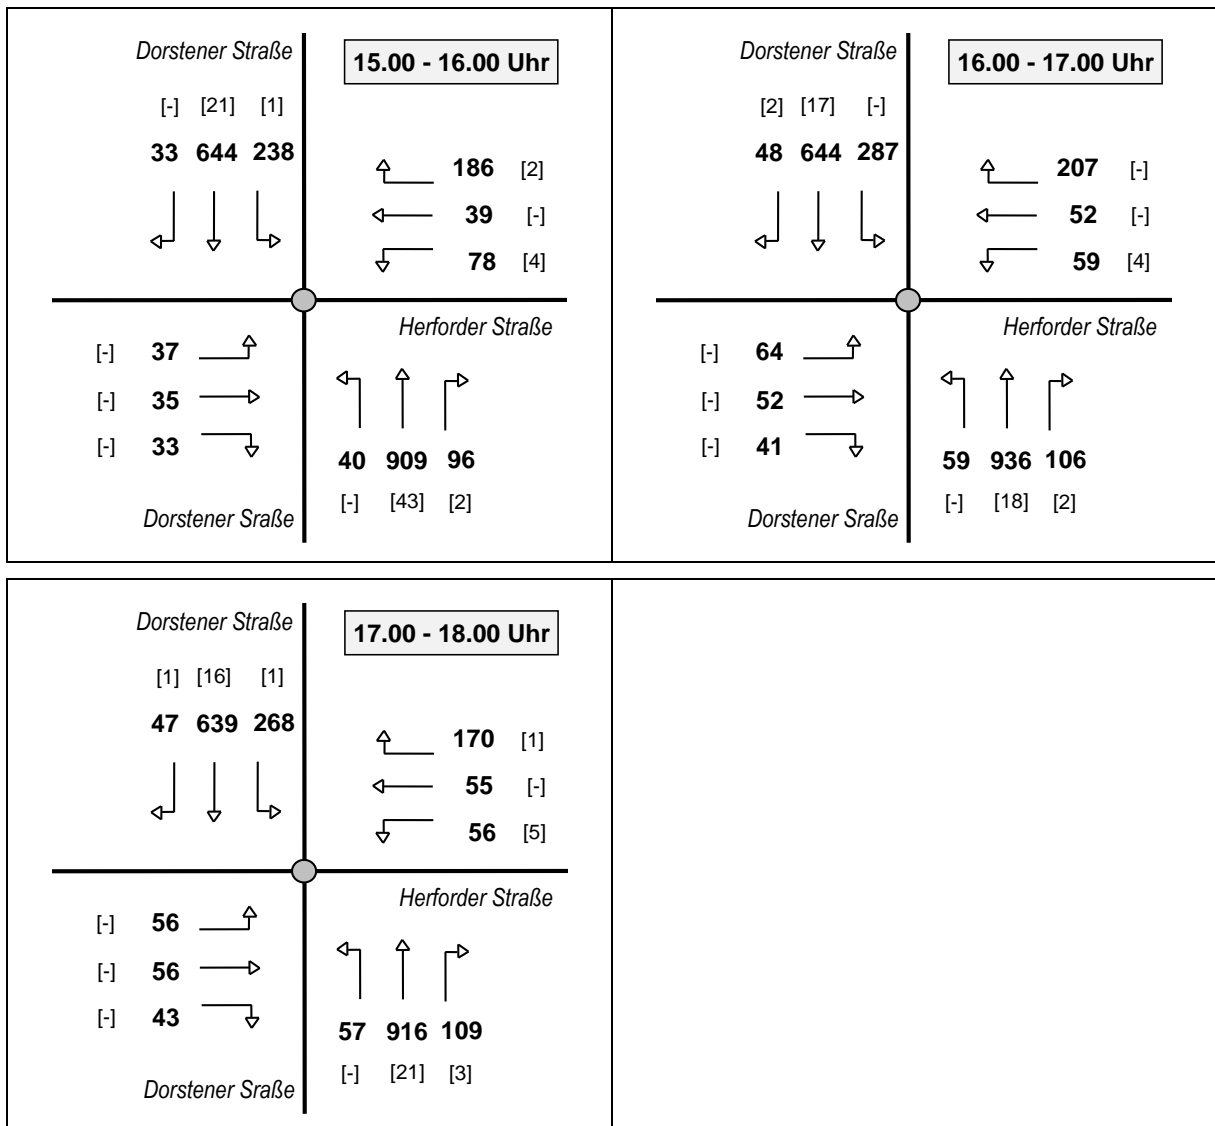 Dorstener Straße
15.00 - 16.00 Uhr
[-] [21] [1]
33 644 238
186 [2]
39 [-]
78 [4]
Herforder Straße
[-] 37
[-] 35
[-] 33
40 909 96
[-] [43] [2]
Dorstener Sraße
Dorstener Straße
16.00 - 17.00 Uhr
[2] [17] [-]
48 644 287
207 [-]
52 [-]
59 [4]
Herforder Straße
[-] 64
[-] 52
[-] 41
59 936 106
[-] [18] [2]
Dorstener Sraße
Dorstener Straße
17.00 - 18.00 Uhr
[1] [16] [1]
47 639 268
170 [1]
55 [-]
56 [5]
Herforder Straße
[-] 56
[-] 56
[-] 43
57 916 109
[-] [21] [3]
Dorstener Sraße